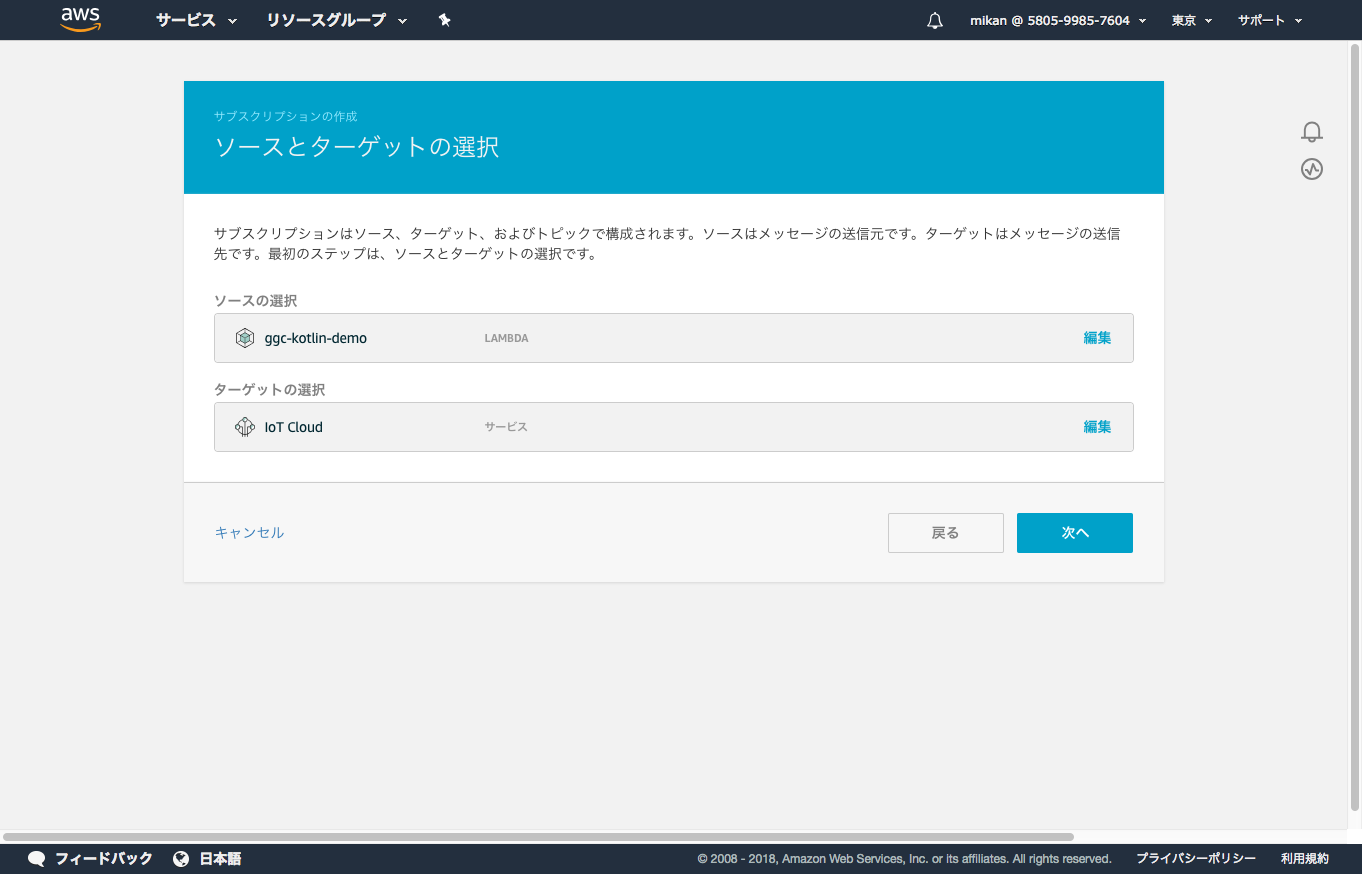 aws サービス リソースグループ mikan @ 5805-9985-7604 東京 サポート
サブスクリプションの作成
ソースとターゲットの選択
サブスクリプションはソース、ターゲット、およびトピックで構成されます。ソースはメッセージの送信元です。ターゲットはメッセージの送信
先です。最初のステップは、ソースとターゲットの選択です。
ソースの選択
ggc-kotlin-demo LAMBDA 編集
ターゲットの選択
IoT Cloud サービス 編集
キャンセル 戻る 次へ
フィードバック 日本語 © 2008 - 2018, Amazon Web Services, Inc. or its affiliates. All rights reserved. プライバシーポリシー 利用規約